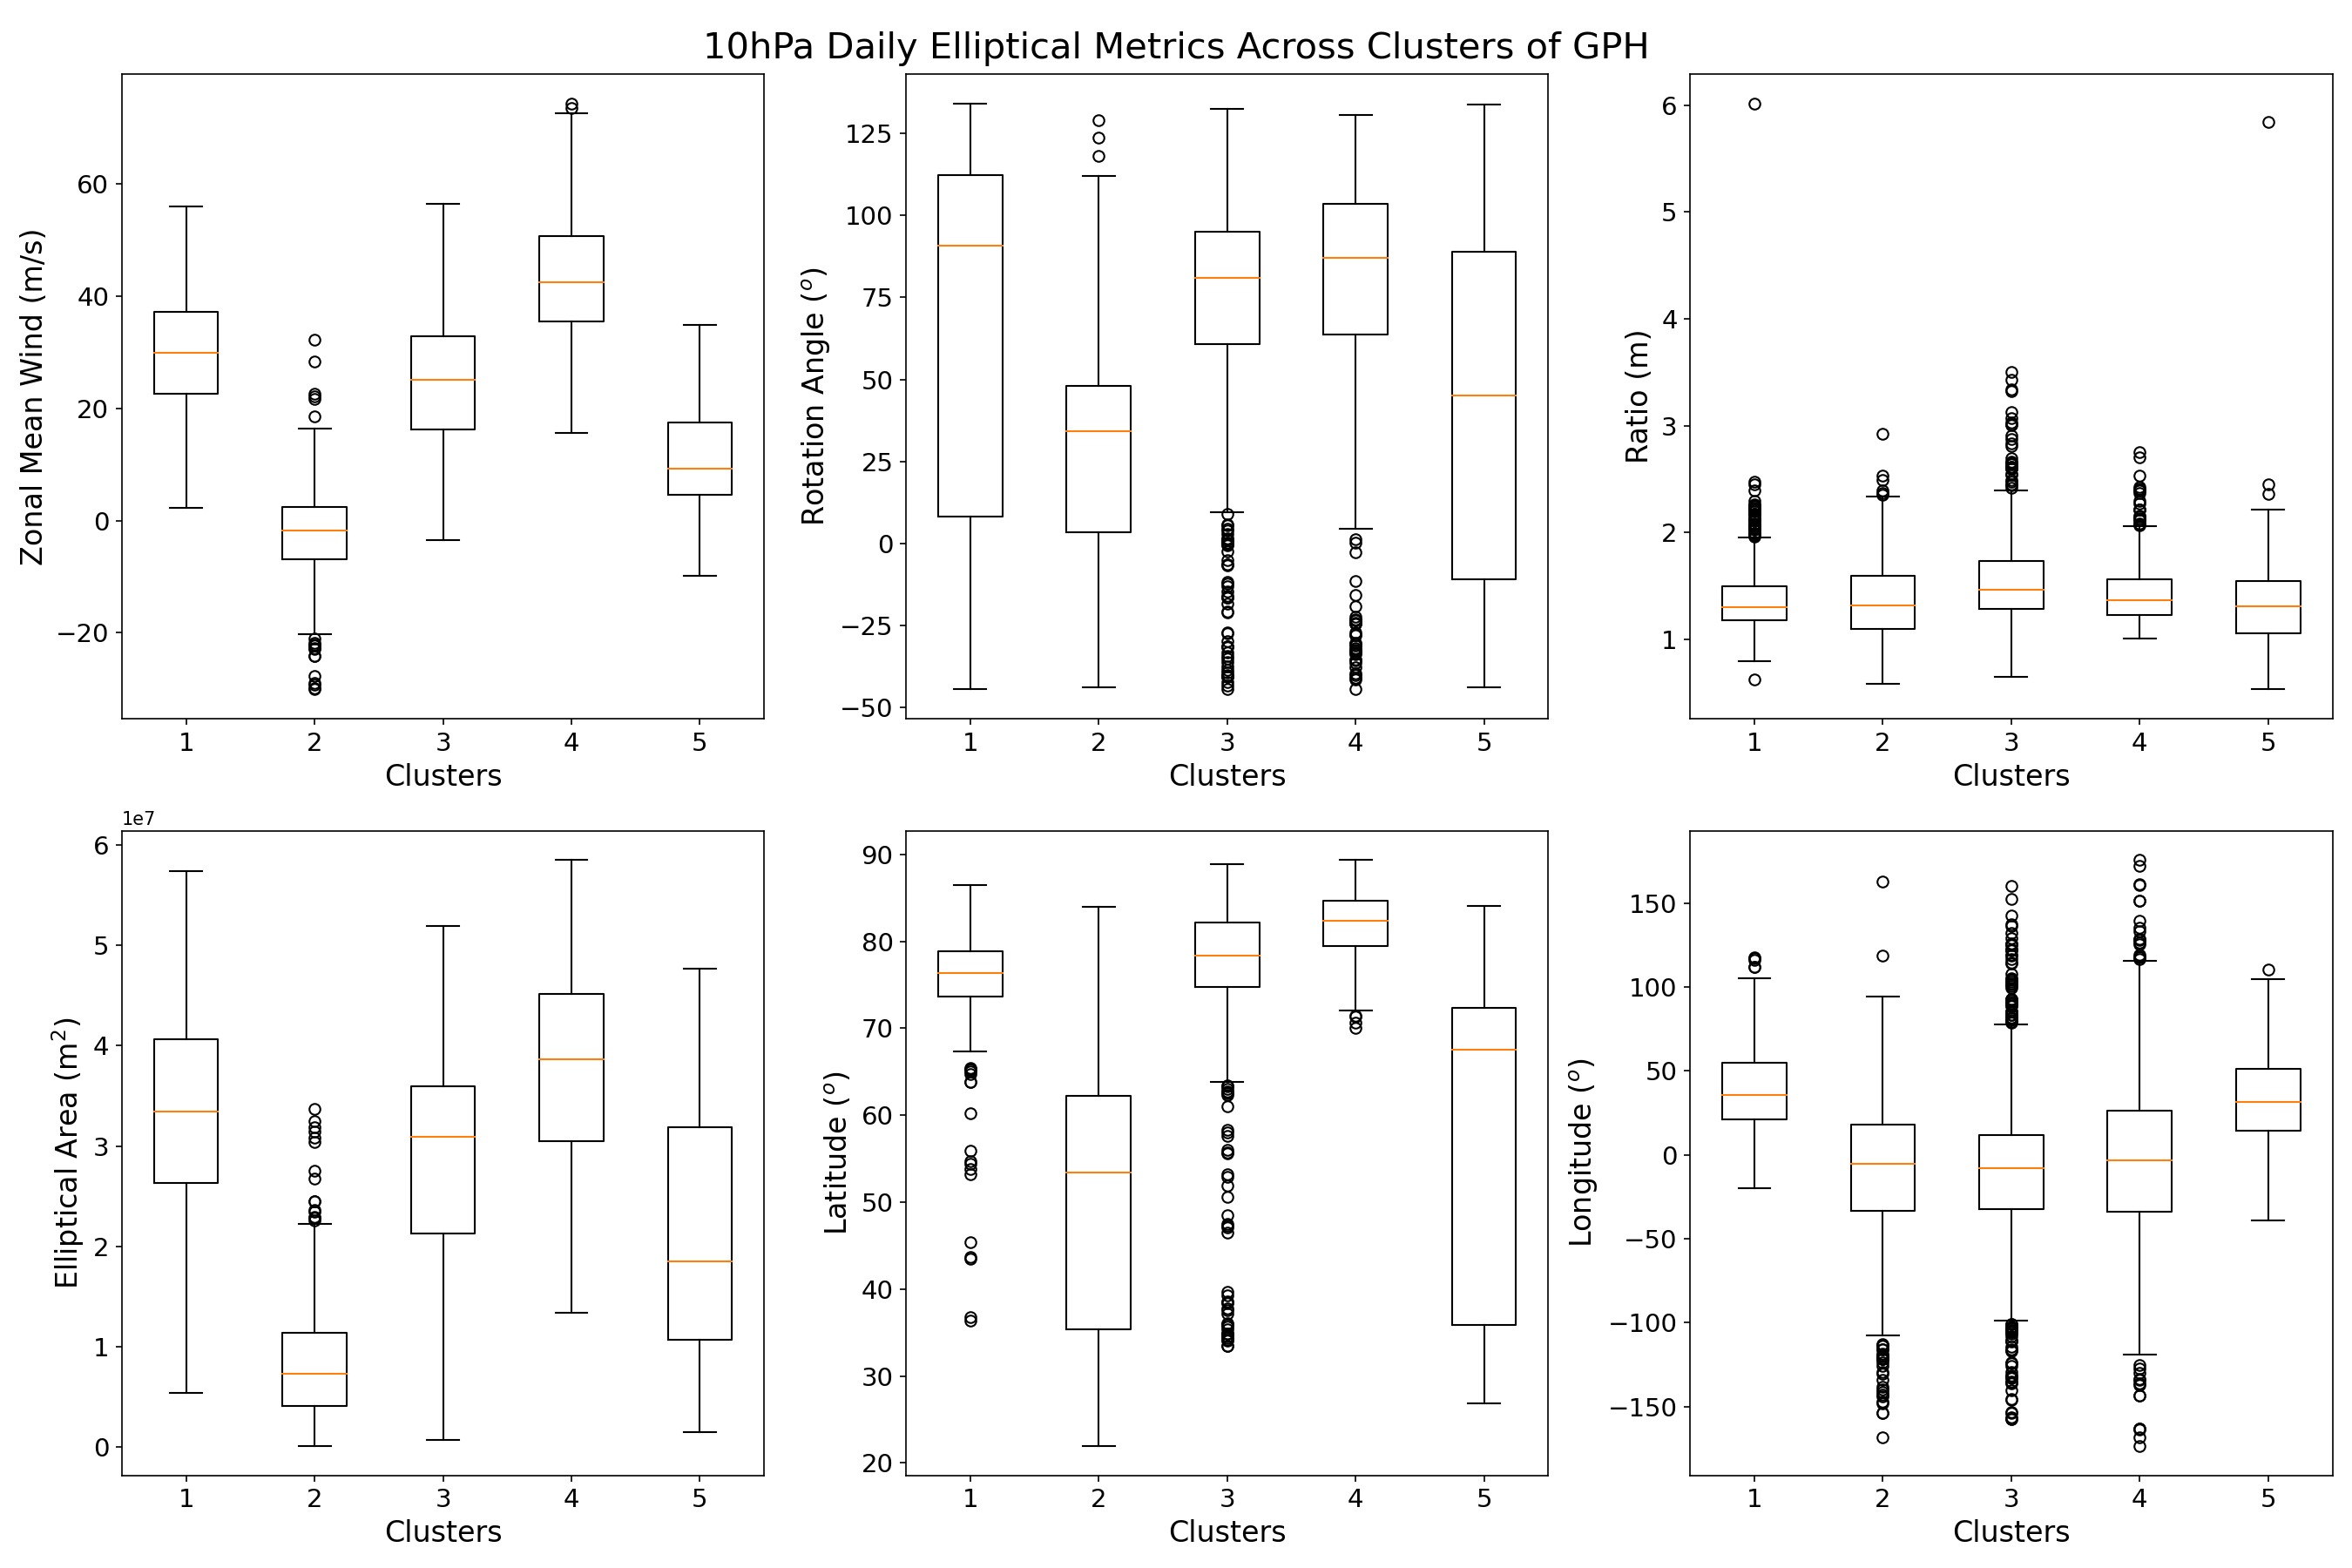 10hPa Daily Elliptical Metrics Across Clusters of GPH
Zonal Mean Wind (m/s)
60
40
20
0
−20
1 2 3 4 5
Clusters
Rotation Angle (o)
125
100
75
50
25
0
−25
−50
1 2 3 4 5
Clusters
Ratio (m)
6
5
4
3
2
1
1 2 3 4 5
Clusters
1e7
Elliptical Area (m2)
6
5
4
3
2
1
0
1 2 3 4 5
Clusters
Latitude (o)
90
80
70
60
50
40
30
20
1 2 3 4 5
Clusters
Longitude (o)
150
100
50
0
−50
−100
−150
1 2 3 4 5
Clusters